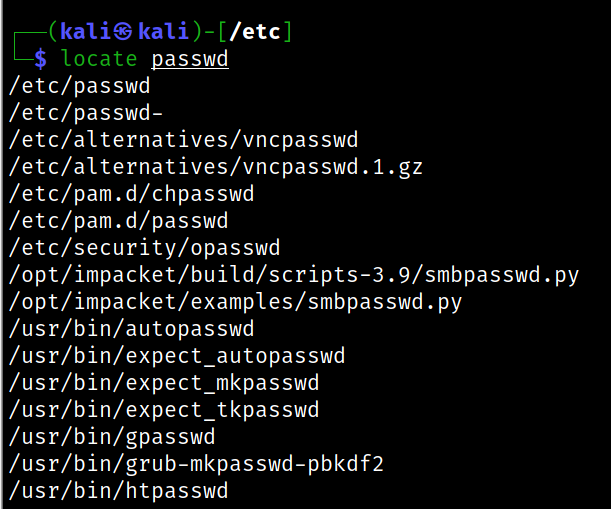 ┌──(kali㉿kali)-[/etc]
└─$ locate passwd
/etc/passwd
/etc/passwd-
/etc/alternatives/vncpasswd
/etc/alternatives/vncpasswd.1.gz
/etc/pam.d/chpasswd
/etc/pam.d/passwd
/etc/security/opasswd
/opt/impacket/build/scripts-3.9/smbpasswd.py
/opt/impacket/examples/smbpasswd.py
/usr/bin/autopasswd
/usr/bin/expect_autopasswd
/usr/bin/expect_mkpasswd
/usr/bin/expect_tkpasswd
/usr/bin/gpasswd
/usr/bin/grub-mkpasswd-pbkdf2
/usr/bin/htpasswd